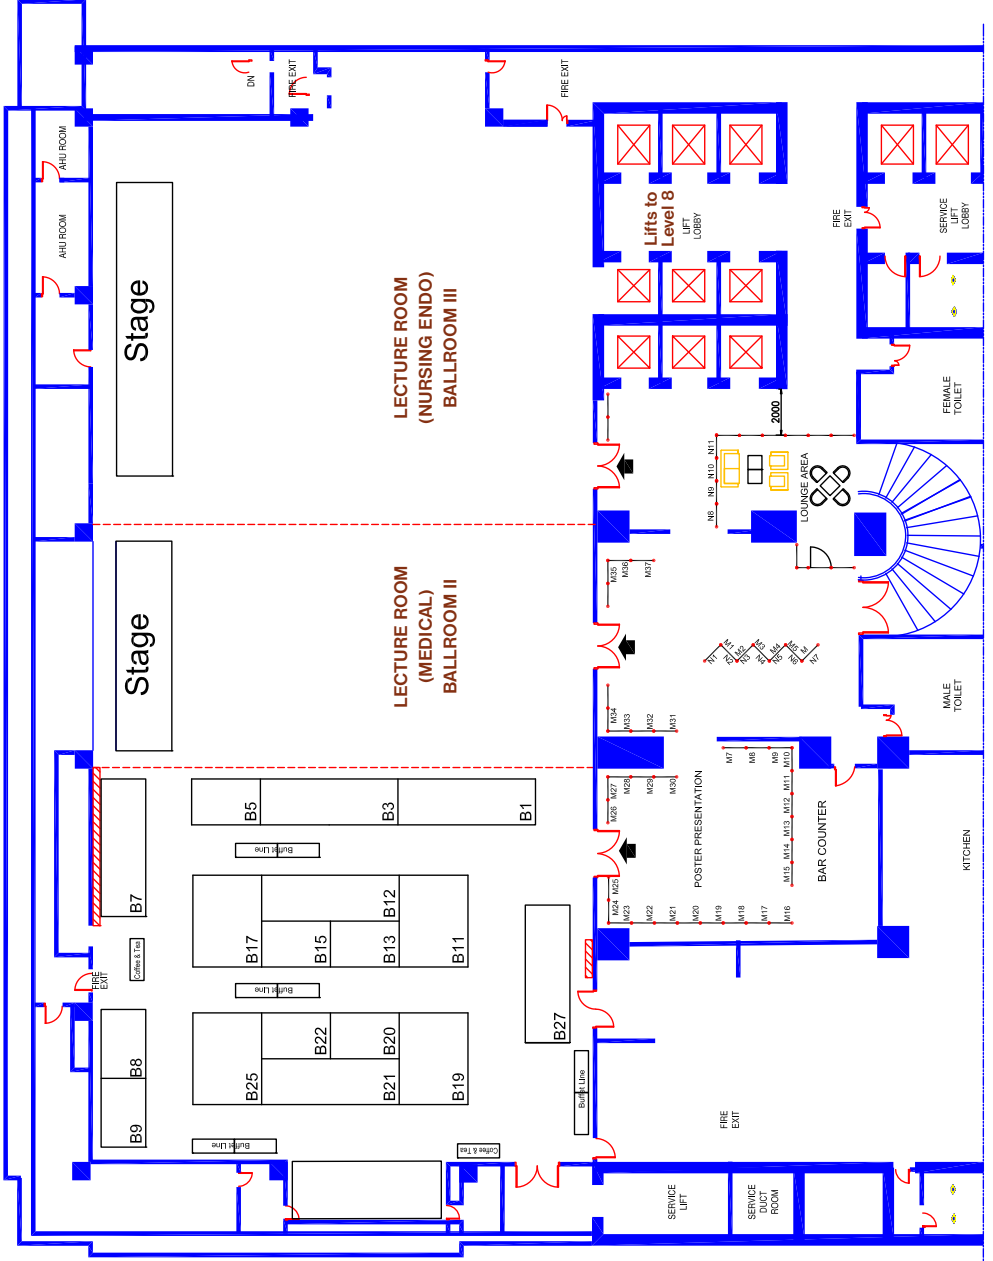 DN
FIRE EXIT
FIRE EXIT
AHU ROOM
AHU ROOM
Stage
LECTURE ROOM
(NURSING ENDO)
BALLROOM III
Lifts to
Level 8
LIFT
LOBBY
FIRE
EXIT
SERVICE
LIFT
LOBBY
FEMALE
TOILET
2000
N11
N10
N9
N8
LOUNGE AREA
Stage
LECTURE ROOM
(MEDICAL)
BALLROOM II
M35
M36
M37
M1
M2
M3
M4
M5
M
N1
N2
N3
N4
N5
N6
N7
MALE
TOILET
M34
M33
M32
M31
M27
M28
M29
M30
M26
M7
M8
M9
M10
M11
M12
M13
M14
M15
POSTER PRESENTATION
BAR COUNTER
KITCHEN
M25
M24
M23
M22
M21
M20
M19
M18
M17
M16
B5
B3
B1
B7
Buffet Line
B12
B17
B15
B13
B11
Coffee & Tea
FIRE
EXIT
Buffet Line
B27
B8
B9
B22
B20
B25
B21
B19
Buffet Line
Buffet Line
Coffee & Tea
FIRE
EXIT
SERVICE
LIFT
SERVICE
DUCT
ROOM